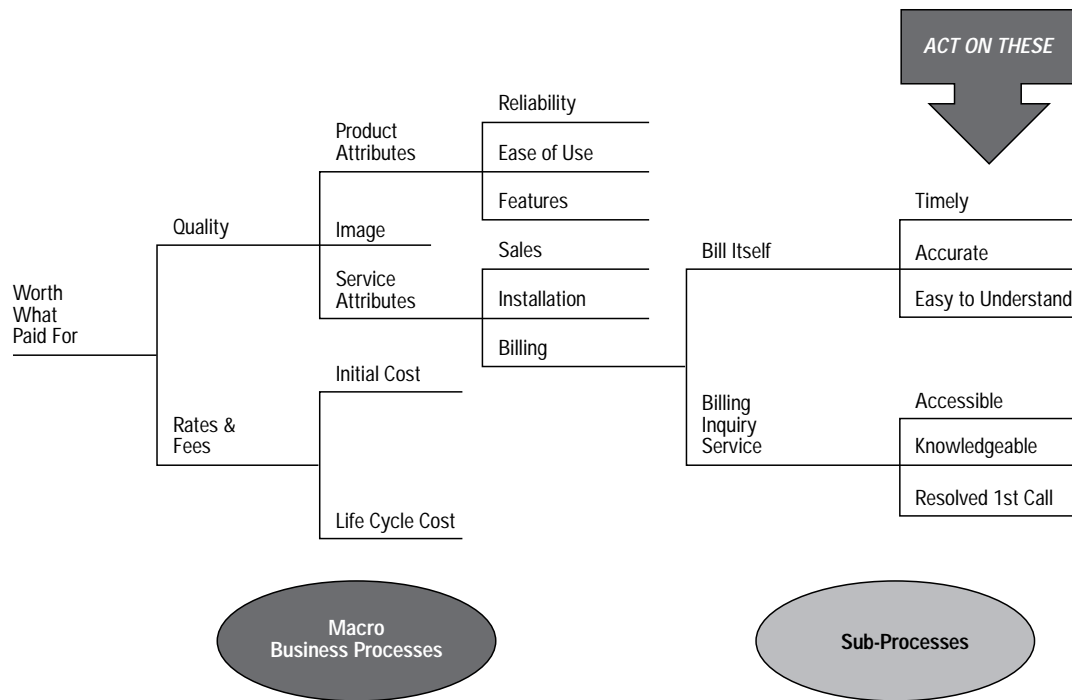 ACT ON THESE
Reliability
Product
Attributes
Ease of Use
Features
Timely
Quality
Image
Sales
Bill Itself
Accurate
Service
Attributes
Worth
What
Paid For
Installation
Easy to Understand
Billing
Initial Cost
Billing
Inquiry
Service
Accessible
Rates &
Fees
Knowledgeable
Resolved 1st Call
Life Cycle Cost
Macro
Business Processes
Sub-Processes